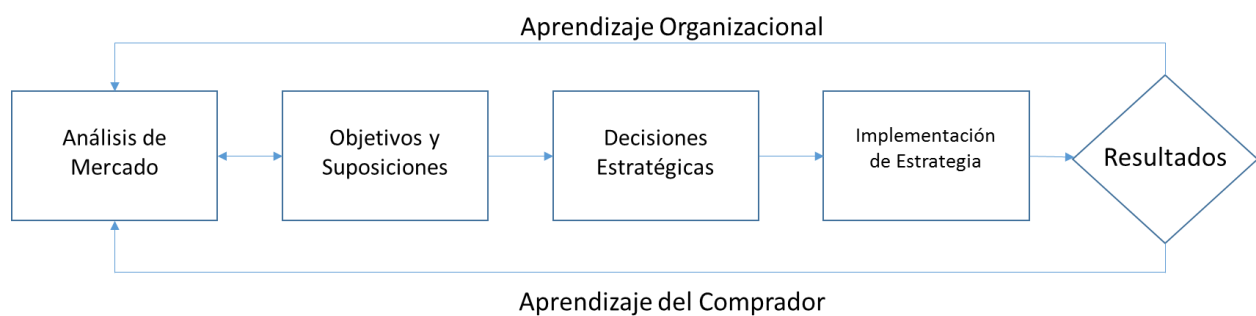 Aprendizaje Organizacional
Análisis de
Mercado
Objetivos y
Suposiciones
Decisiones
Estratégicas
Implementación
de Estrategia
Resultados
Aprendizaje del Comprador